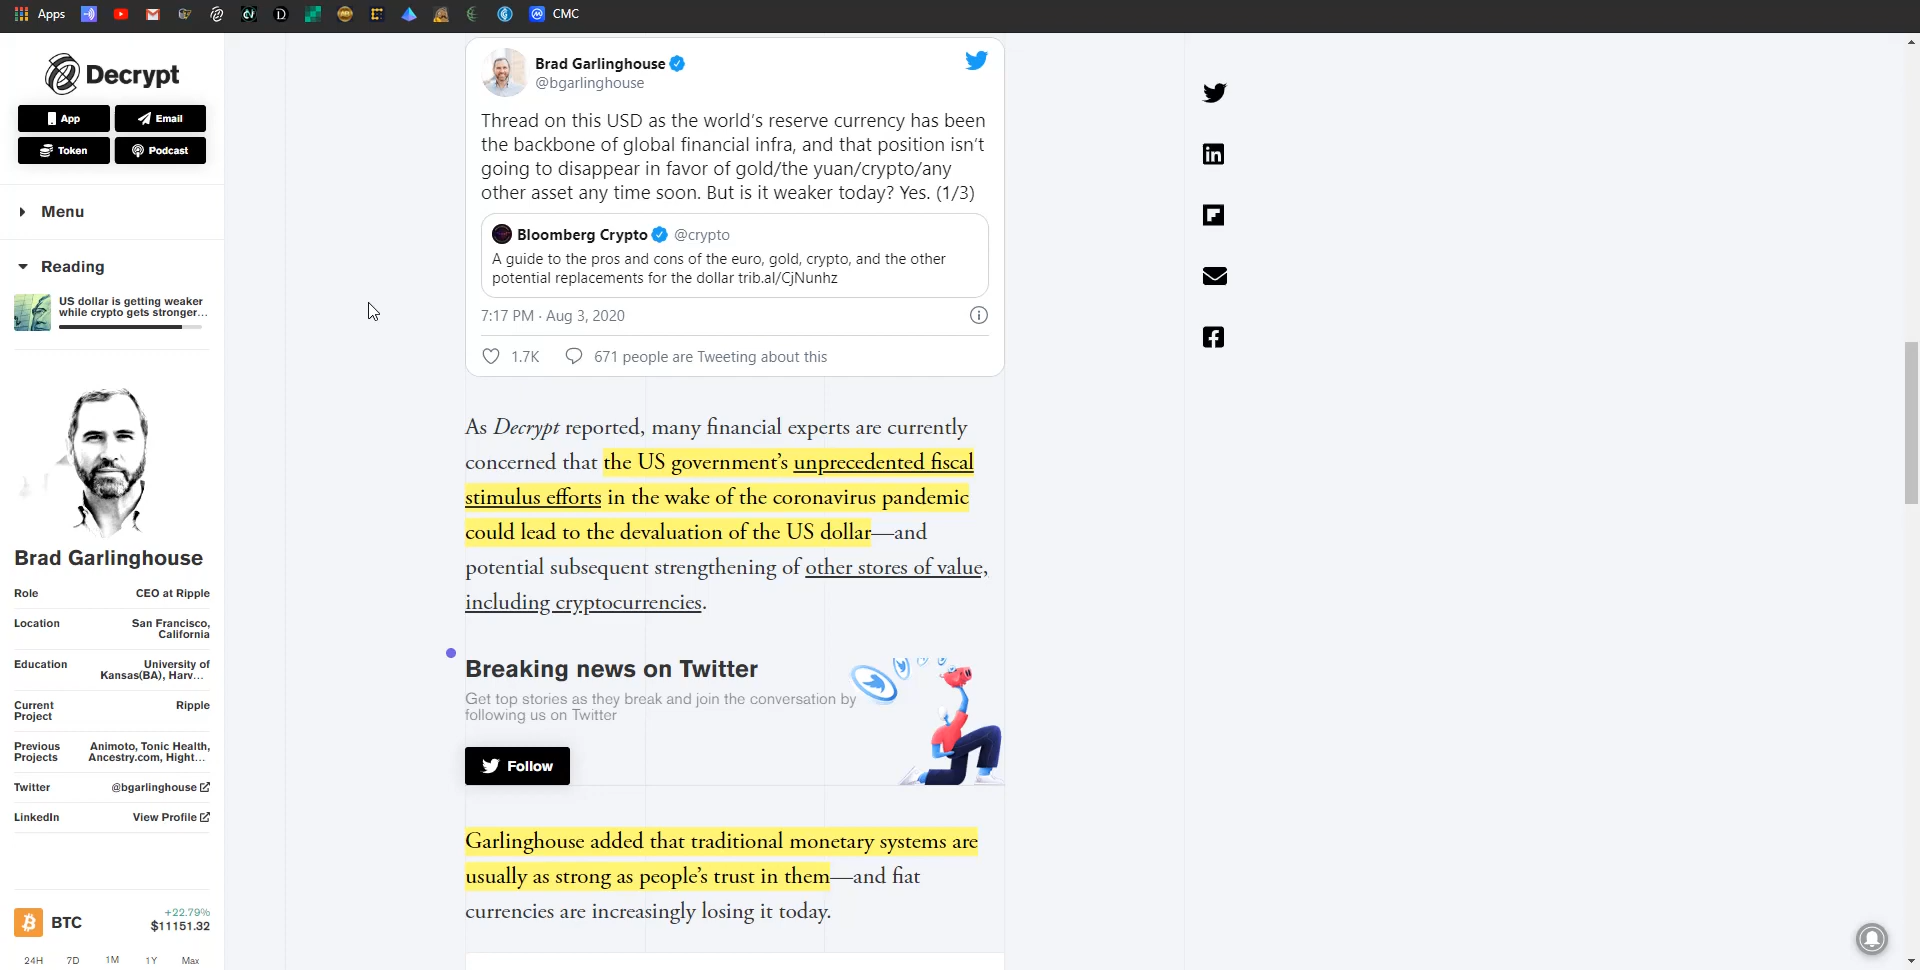 Apps
CMC
Decrypt
App
Email
Token
Podcast
Menu
Reading
US dollar is getting weaker
while crypto gets stronger...
Brad Garlinghouse
Role CEO at Ripple
Location San Francisco,
California
Education University of
Kansas(BA), Harv...
Current
Project
Ripple
Previous
Projects
Animoto, Tonic Health,
Ancestry.com, Hight...
Twitter @bgarlinghouse
LinkedIn View Profile
BTC
+22.79%
$11151.32
24H 7D 1M 1Y Max
Brad Garlinghouse
@bgarlinghouse
Thread on this USD as the world's reserve currency has been
the backbone of global financial infra, and that position isn't
going to disappear in favor of gold/the yuan/crypto/any
other asset any time soon. But is it weaker today? Yes. (1/3)
Bloomberg Crypto @crypto
A guide to the pros and cons of the euro, gold, crypto, and the other
potential replacements for the dollar trib.al/CjNunhz
7:17 PM · Aug 3, 2020
1.7K 671 people are Tweeting about this
As Decrypt reported, many financial experts are currently
concerned that the US government's unprecedented fiscal
stimulus efforts in the wake of the coronavirus pandemic
could lead to the devaluation of the US dollar—and
potential subsequent strengthening of other stores of value,
including cryptocurrencies.
Breaking news on Twitter
Get top stories as they break and join the conversation by
following us on Twitter
Follow
Garlinghouse added that traditional monetary systems are
usually as strong as people's trust in them—and fiat
currencies are increasingly losing it today.